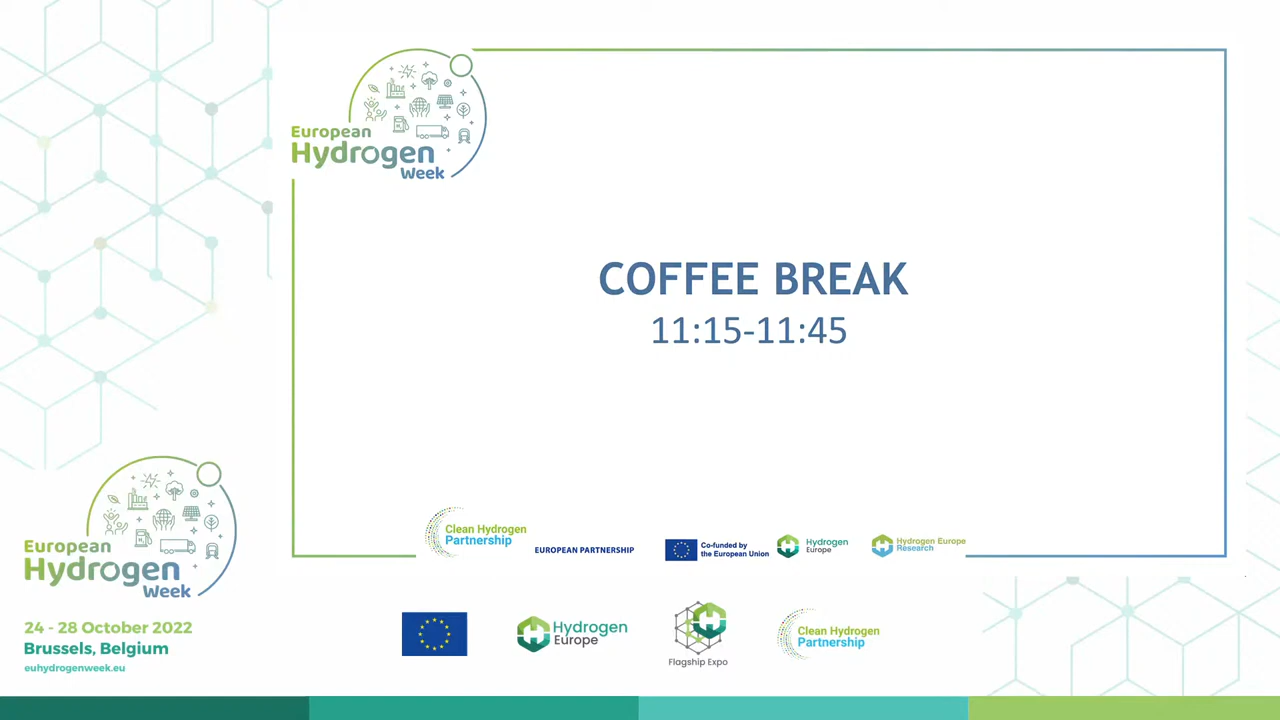 European
Hydrogen
Week
COFFEE BREAK
11:15-11:45
Clean Hydrogen
Partnership
EUROPEAN PARTNERSHIP
Co-funded by
the European Union
Hydrogen
Europe
Hydrogen Europe
Research
European
Hydrogen
Week
24 - 28 October 2022
Brussels, Belgium
euhydrogenweek.eu
Hydrogen
Europe
Flagship Expo
Clean Hydrogen
Partnership